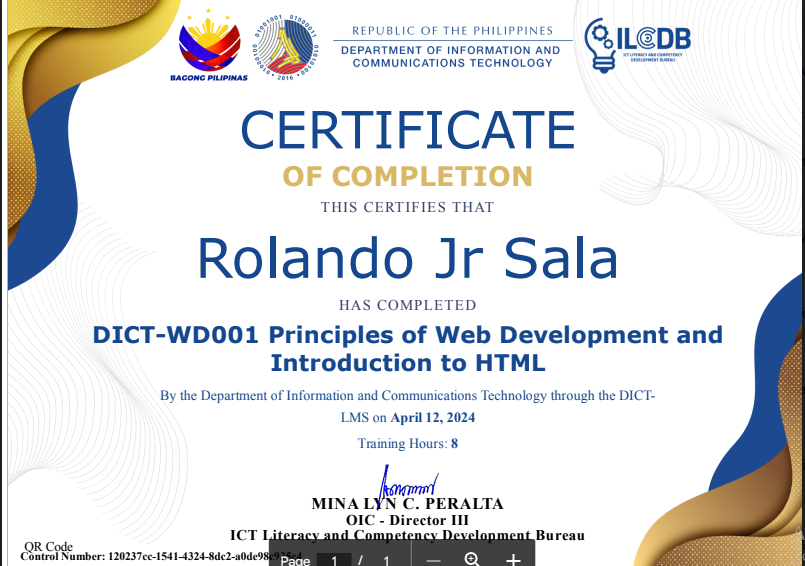 BAGONG PILIPINAS
01001001 01000011
2016
REPUBLIC OF THE PHILIPPINES
DEPARTMENT OF INFORMATION AND
COMMUNICATIONS TECHNOLOGY
ILCDB
ICT LITERACY AND COMPETENCY
DEVELOPMENT BUREAU
CERTIFICATE
OF COMPLETION
THIS CERTIFIES THAT
Rolando Jr Sala
HAS COMPLETED
DICT-WD001 Principles of Web Development and
Introduction to HTML
By the Department of Information and Communications Technology through the DICT-
LMS on April 12, 2024
Training Hours: 8
MINA LYN C. PERALTA
OIC - Director III
ICT Literacy and Competency Development Bureau
QR Code
Control Number: 120237cc-1541-4324-8dc2-a0de98c
Page 1 / 1